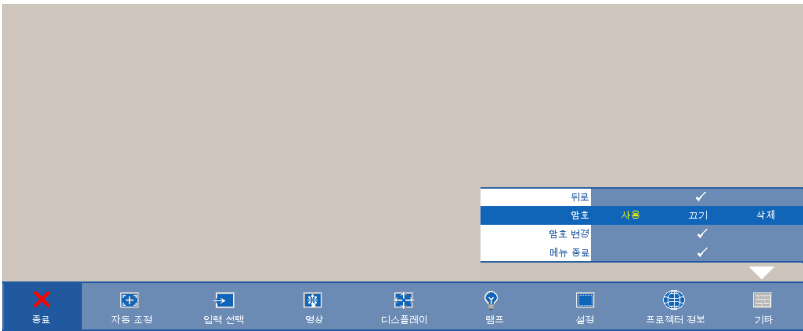 뒤로
암호 사용 끄기 삭제
암호 변경
메뉴 종료
종료 자동 조정 입력 선택 영상 디스플레이 램프 설정 프로젝터 정보 기타